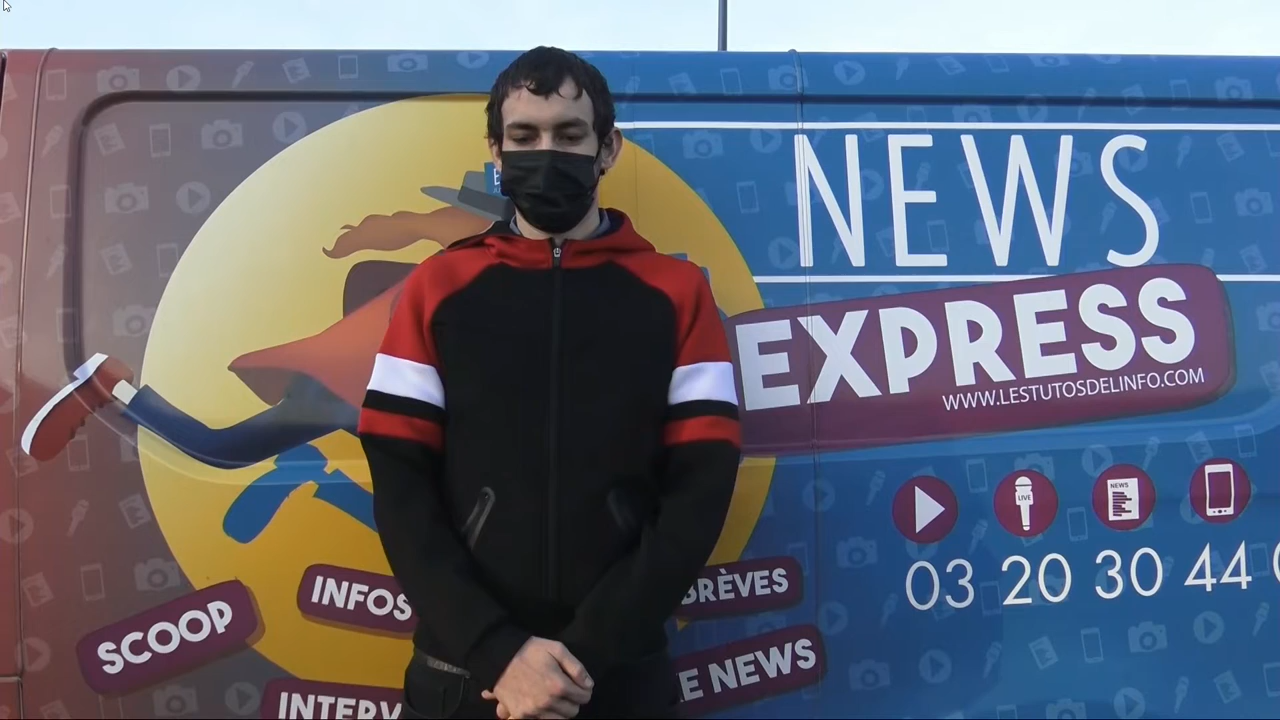 NEWS
EXPRESS
WWW.LESTUTOSDELINFO.COM
NEWS
LIVE
03 20 30 44
INFOS
BRÈVES
SCOOP
NEWS
INTERV